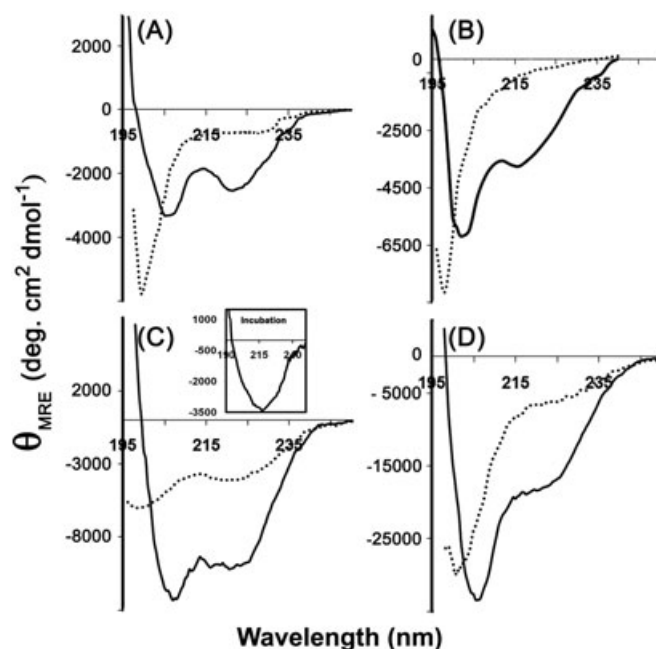 (A)
2000
0
195 215 235
-2000
-4000
(B)
0
195 215 235
-2500
-4500
-6500
(C)
2000
195 215 235
-3000
-8000
Incubation
1000
190 215 240
-500
-2000
-3500
(D)
0
195 215 235
- 5000
-15000
-25000
θMRE (deg. cm² dmol⁻¹)
Wavelength (nm)